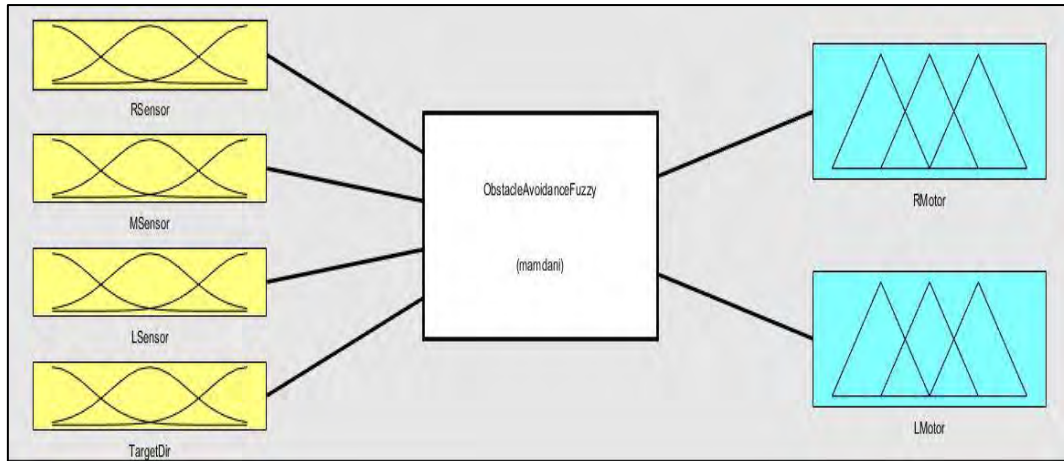 RSensor
MSensor
LSensor
TargetDir
ObstacleAvoidanceFuzzy
(mamdani)
RMotor
LMotor